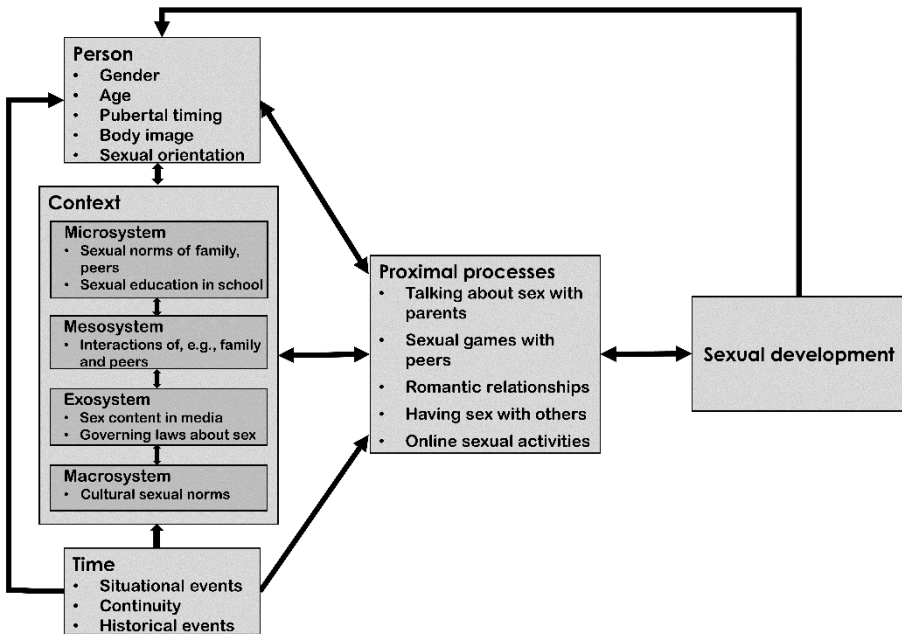 Person
• Gender
• Age
• Pubertal timing
• Body image
• Sexual orientation
Context
Microsystem
• Sexual norms of family,
peers
• Sexual education in school
Mesosystem
• Interactions of, e.g., family
and peers
Exosystem
• Sex content in media
• Governing laws about sex
Macrosystem
• Cultural sexual norms
Time
• Situational events
• Continuity
• Historical events
Proximal processes
• Talking about sex with
parents
• Sexual games with
peers
• Romantic relationships
• Having sex with others
• Online sexual activities
Sexual development